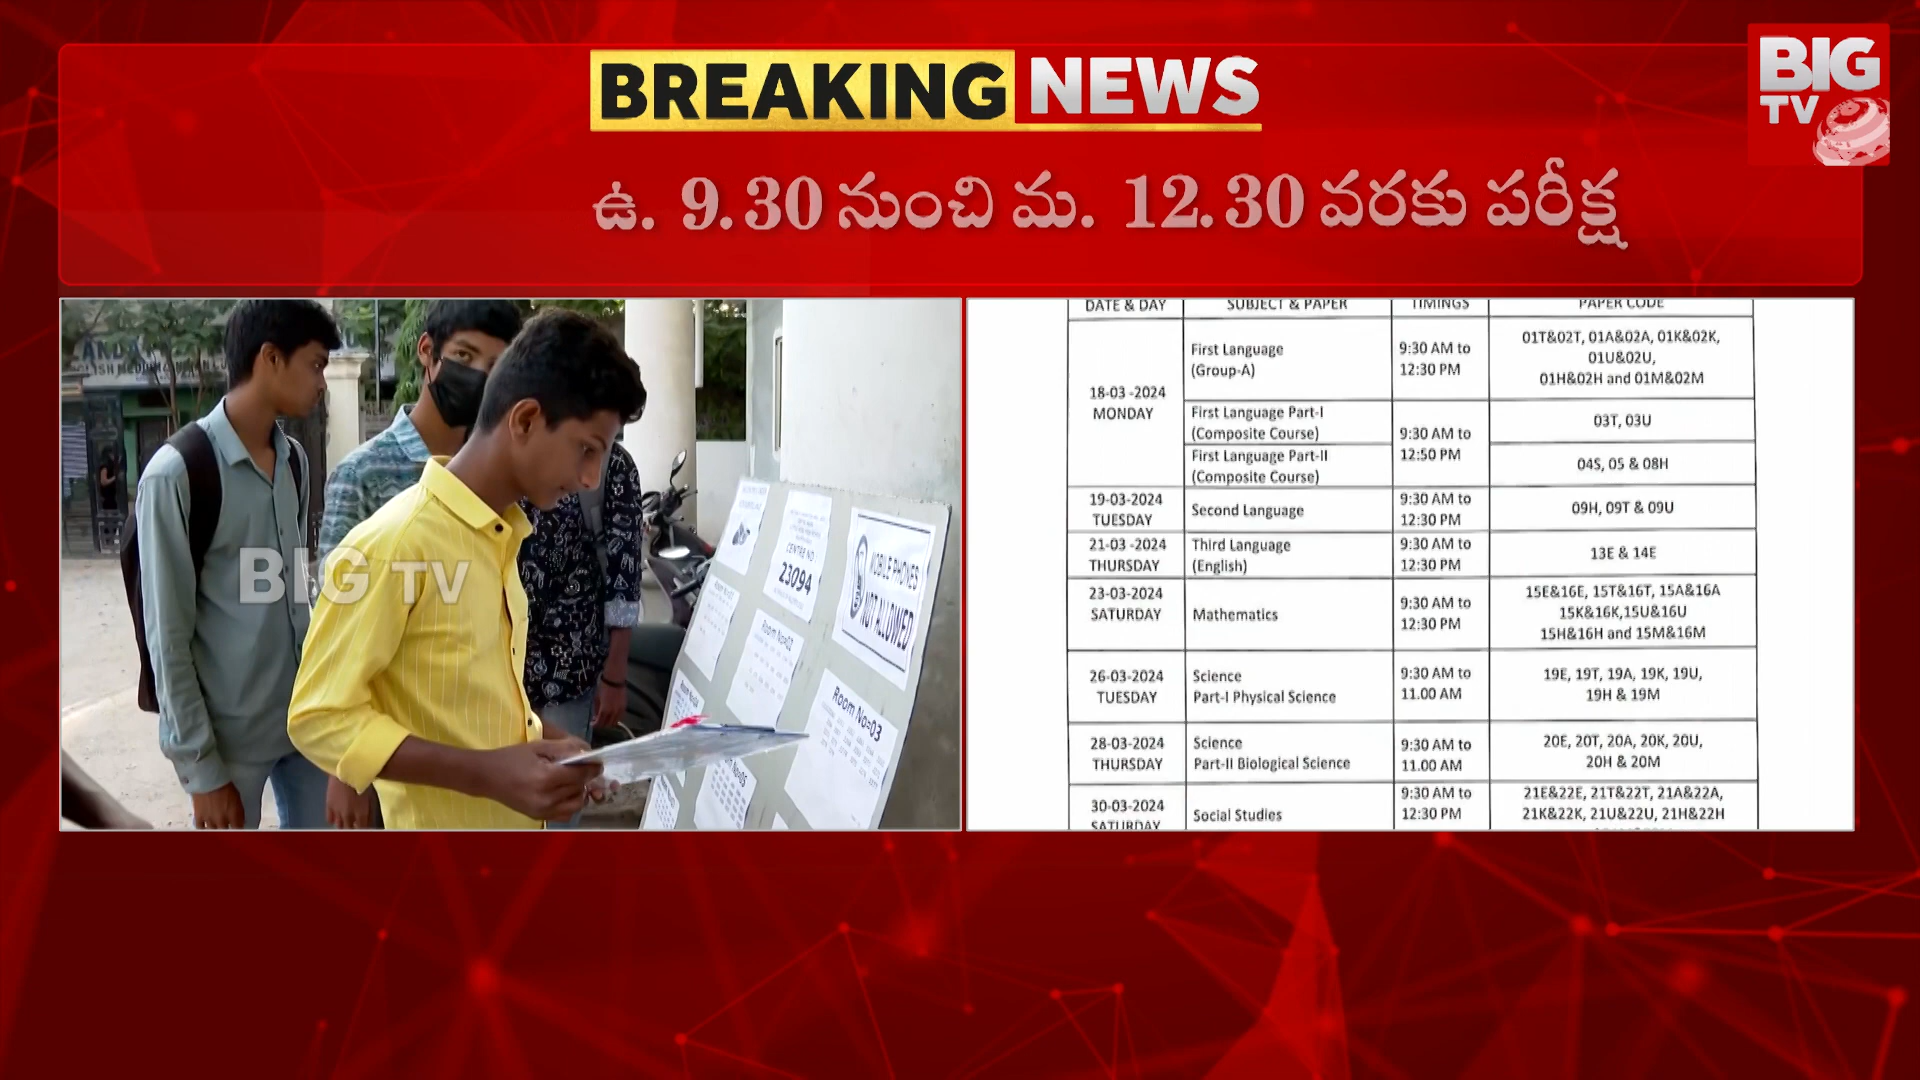 BREAKING NEWS
BIG
TV
ఉ. 9.30 నుంచి మ. 12.30 వరకు పరీక్ష
BIG TV
CENTRE NO
23094
MOBILE PHONES
NOT ALLOWED
Room No=02
Room No=03
DATE & DAY SUBJECT & PAPER TIMINGS PAPER CODE
18-03 -2024
MONDAY
First Language
(Group-A)
9:30 AM to
12:30 PM
01T&02T, 01A&02A, 01K&02K,
01U&02U,
01H&02H and 01M&02M
First Language Part-I
(Composite Course)
9:30 AM to
12:50 PM
03T, 03U
First Language Part-II
(Composite Course)
04S, 05 & 08H
19-03-2024
TUESDAY
Second Language
9:30 AM to
12:30 PM
09H, 09T & 09U
21-03 -2024
THURSDAY
Third Language
(English)
9:30 AM to
12:30 PM
13E & 14E
23-03-2024
SATURDAY
Mathematics
9:30 AM to
12:30 PM
15E&16E, 15T&16T, 15A&16A
15K&16K,15U&16U
15H&16H and 15M&16M
26-03-2024
TUESDAY
Science
Part-I Physical Science
9:30 AM to
11.00 AM
19E, 19T, 19A, 19K, 19U,
19H & 19M
28-03-2024
THURSDAY
Science
Part-II Biological Science
9:30 AM to
11.00 AM
20E, 20T, 20A, 20K, 20U,
20H & 20M
30-03-2024
SATURDAY
Social Studies
9:30 AM to
12:30 PM
21E&22E, 21T&22T, 21A&22A,
21K&22K, 21U&22U, 21H&22H